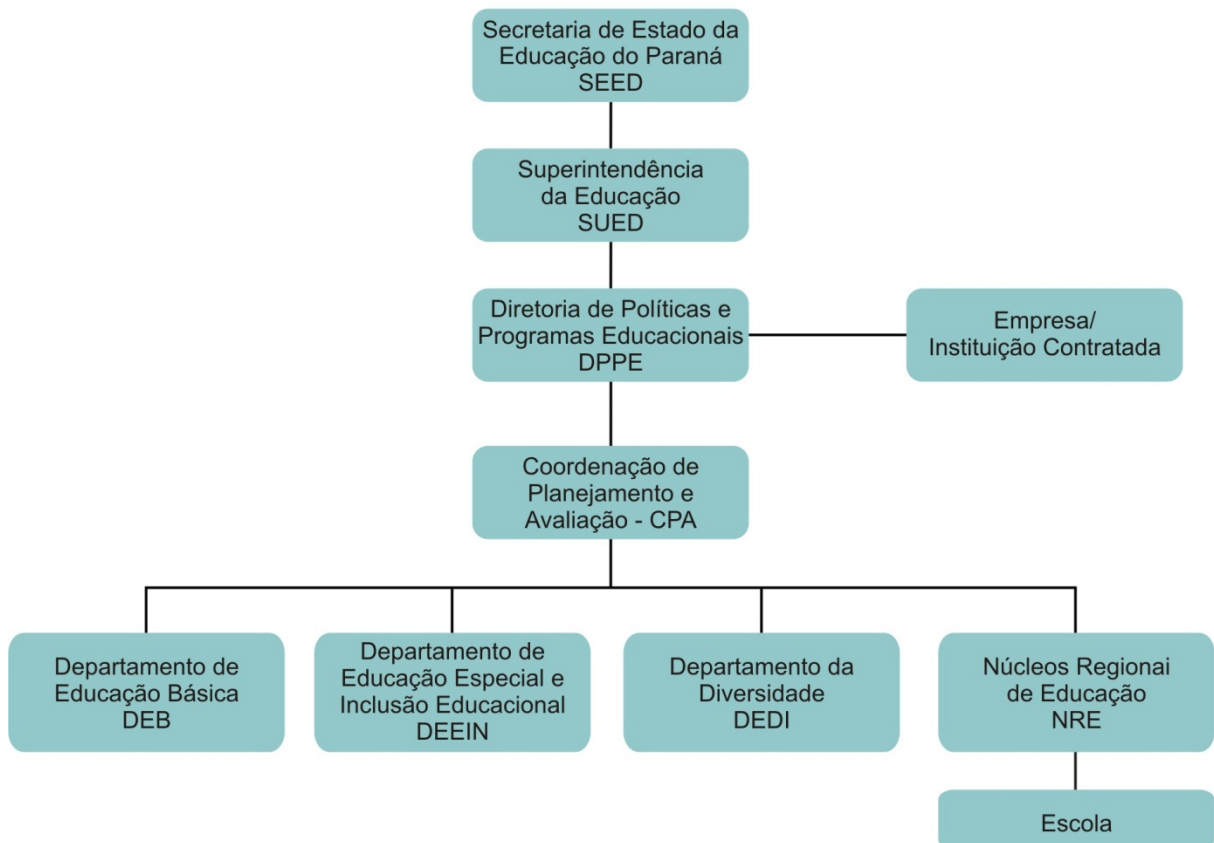 Secretaria de Estado da
Educação do Paraná
SEED
Superintendência
da Educação
SUED
Diretoria de Políticas e
Programas Educacionais
DPPE
Empresa/
Instituição Contratada
Coordenação de
Planejamento e
Avaliação - CPA
Departamento de
Educação Básica
DEB
Departamento de
Educação Especial e
Inclusão Educacional
DEEIN
Departamento da
Diversidade
DEDI
Núcleos Regionai
de Educação
NRE
Escola